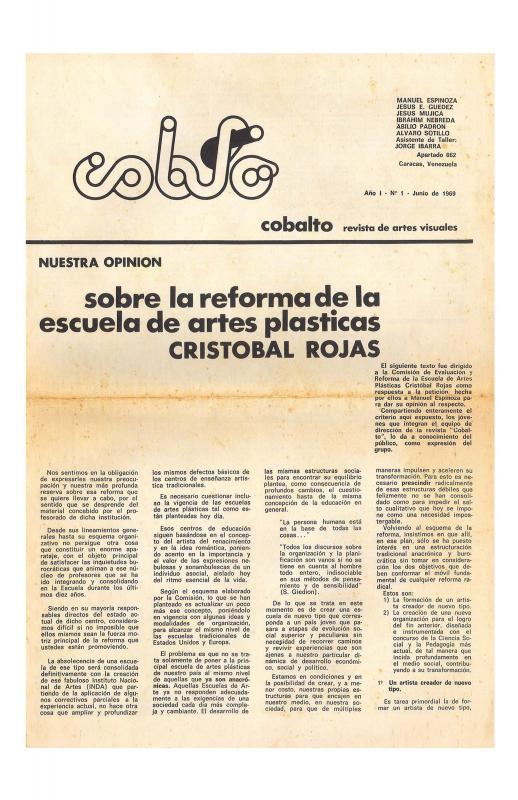 MANUEL ESPINOZA
JESUS E. GUEDEZ
JESUS MUJICA
IBRAHIM NEBREDA
ABILIO PADRON
ALVARO SOTILLO
Asistente de Taller:
JORGE IBARRA
Apartado 662
Caracas, Venezuela
cobalto
Año I - Nº 1 - Junio de 1969
cobalto revista de artes visuales
NUESTRA OPINION
sobre la reforma de la
escuela de artes plasticas
CRISTOBAL ROJAS
El siguiente texto fue dirigido
a la Comisión de Evaluación y
Reforma de la Escuela de Artes
Plásticas Cristóbal Rojas como
respuesta a la petición hecha
por ellos a Manuel Espinoza pa-
ra dar su opinión al respecto.
Compartiendo enteramente el
criterio aquí expuesto, los jóve-
nes que integran el equipo de
dirección de la revista "Cobal-
to", lo da a conocimiento del
público, como expresión del
grupo.
Nos sentimos en la obligación
de expresarles nuestra preocu-
pación y nuestra más profunda
reserva sobre esa reforma que
se quiere llevar a cabo, por el
sentido que se desprende del
material concebido por el pro-
fesorado de dicha institución.
Desde sus lineamientos gene-
rales hasta su esquema organi-
zativo no persigue otra cosa
que constituir un enorme apa-
rataje, con el objeto principal
de satisfacer las inquietudes bu-
rocráticas que animan a ese nú-
cleo de profesores que se ha
ido integrando y consolidando
en la Escuela durante los últi-
mos diez años.
Siendo en su mayoría respon-
sables directos del estado ac-
tual de dicho centro, considera-
mos difícil si no imposible que
ellos mismos sean la fuerza mo-
triz principal de la reforma que
ustedes están promoviendo.
La absolecencia de una escue-
la de ese tipo será consolidada
definitivamente con la creación
de ese fabuloso Instituto Nacio-
nal de Artes (INDA) que par-
tiendo de la aplicación de algu-
nos correctivos parciales a la
experiencia actual, no hace otra
cosa que ampliar y profundizar
los mismos defectos básicos de
los centros de enseñanza artís-
tica tradicionales.
Es necesario cuestionar inclu-
so la vigencia de las escuelas
de artes plásticas tal como es-
tán planteadas hoy día.
Esos centros de educación
siguen basándose en el concep-
to del artista del renacimiento
y en la idea romántica, ponien-
do acento en la importancia y
el valor de las expresiones ne-
bulosas y ennanbulescas de un
individuo asocial, aislado hoy
del ritmo esencial de la vida.
Según el esquema elaborado
por la Comisión, lo que se han
planteado es actualizar un poco
más ese concepto, poniéndolo
en vigencia con algunas ideas y
modalidades de organización,
para alcanzar el mismo nivel de
las escuelas tradicionales de
Estados Unidos y Europa.
El problema es que no se tra-
ta solamente de poner a la prin-
cipal escuela de artes plásticas
de nuestro país al mismo nivel
de aquellas que ya son anacró-
nicas. Aquellas Escuelas de Ar-
te ya no responden adecuada-
mente a las exigencias de una
sociedad cada día más comple-
ja y cambiante. El desarrollo de
las mismas estructuras socia-
les para encontrar su equilibrio
plantea, como consecuencia de
profundos cambios, el cuestio-
namiento hasta de la misma
concepción de la educación en
general.
"La persona humana está
en la base de todas las
cosas..."
"Todos los discursos sobre
la organización y la plani-
ficación son vanos si no se
tiene en cuenta al hombre
todo entero, indisociable
en sus métodos de pensa-
miento y de sensibilidad"
(S. Giedion).
De lo que se trata en este
momento es de crear una es-
cuela de nuevo tipo que corres-
ponda a un país joven que pa-
sará a etapas de evolución so-
cial superior y peculiares sin
necesidad de recorrer caminos
y revivir experiencias que son
ajenas a nuestra particular di-
námica de desarrollo económi-
co, social y político.
Estamos en condiciones y en
la posibilidad de crear, y a me-
nor costo, nuestras propias es-
tructuras para que encajen en
nuestro medio, en nuestra so-
ciedad, para que de múltiples
maneras impulsen y aceleren su
transformación. Para esto es ne-
cesario prescindir radicalmente
de esas estructuras débiles que
felizmente no se han consoli-
dado como para impedir el sal-
to cualitativo que hoy se impo-
ne como una necesidad impos-
tergable.
Volviendo al esquema de la
reforma, insistimos en que allí,
en ese plan, sólo se ha puesto
interés en una estructuración
tradicional anacrónica y buro-
crática sin tomar en considera-
ción los dos objetivos que de-
ben conformar el móvil funda-
mental de cualquier reforma ra-
dical.
Estos son:
1) La formación de un artis-
ta creador de nuevo tipo.
2) La creación de una nueva
organización para el logro
del fin anterior, diseñada
e instrumentada con el
concurso de la Ciencia So-
cial y la Pedagogía más
actual, de tal manera que
incida profundamente en
el medio social, contribu-
yendo a su transformación.
1º Un artista creador de nuevo
tipo.
Es tarea primordial la de for-
mar un artista de nuevo tipo,